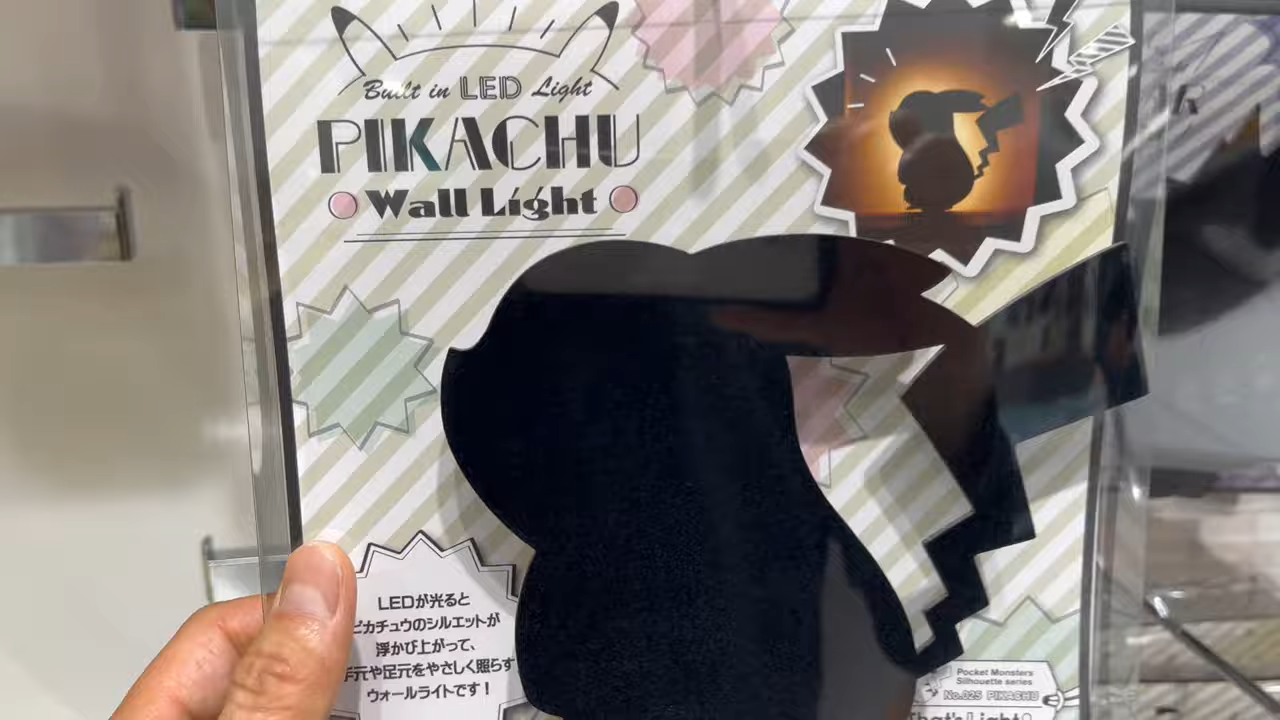 Built in LED Light
PIKACHU
Wall Light
LEDが光ると
ピカチュウのシルエットが
浮かび上がって、
手元や足元をやさしく照らす
ウォールライトです！
Pocket Monsters
Silhouette series
No.025 PIKACHU
That's Light